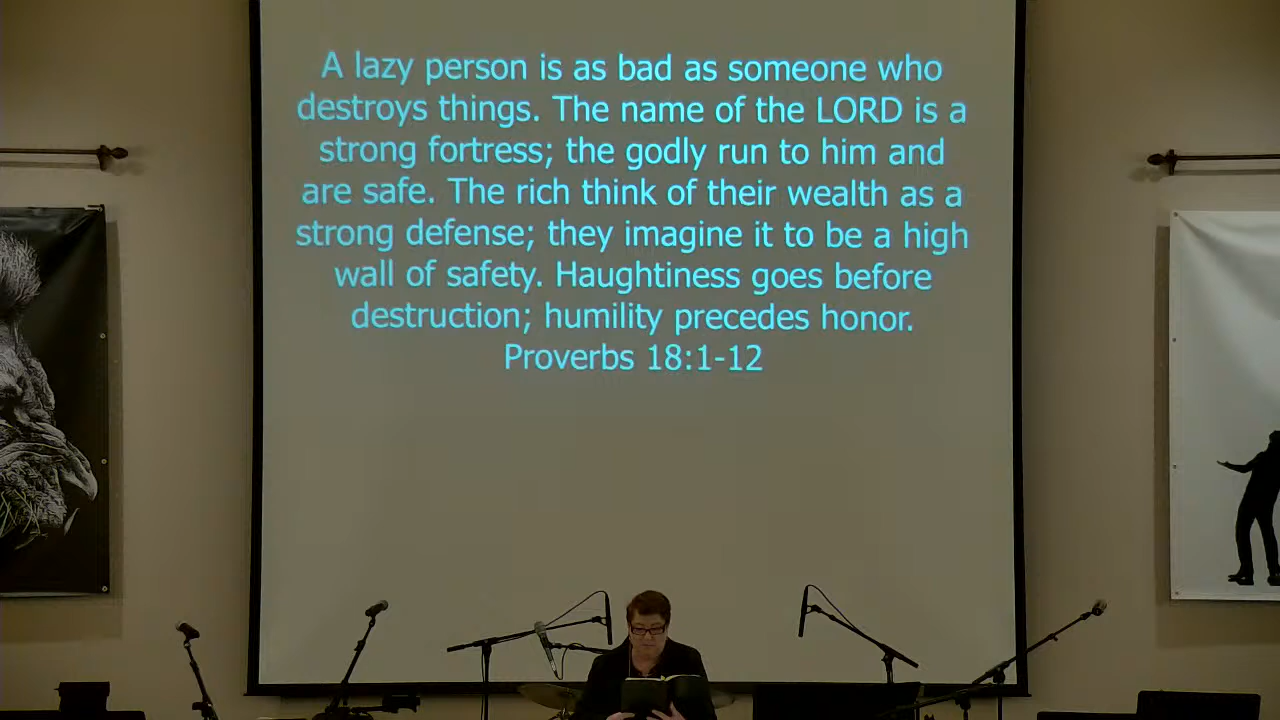 A lazy person is as bad as someone who
destroys things. The name of the LORD is a
strong fortress; the godly run to him and
are safe. The rich think of their wealth as a
strong defense; they imagine it to be a high
wall of safety. Haughtiness goes before
destruction; humility precedes honor.
Proverbs 18:1-12